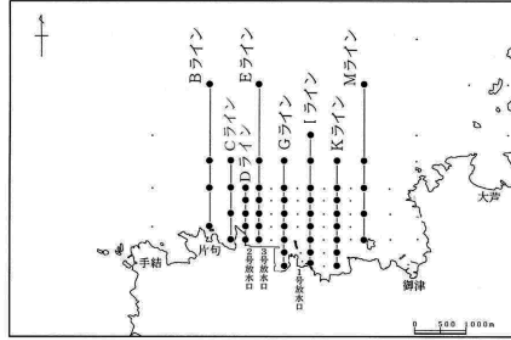 Bライン
Cライン
Dライン
Eライン
Gライン
Iライン
Kライン
Mライン
大芦
片句
手結
2号放水口
3号放水口
1号放水口
御津
0 500 1000m